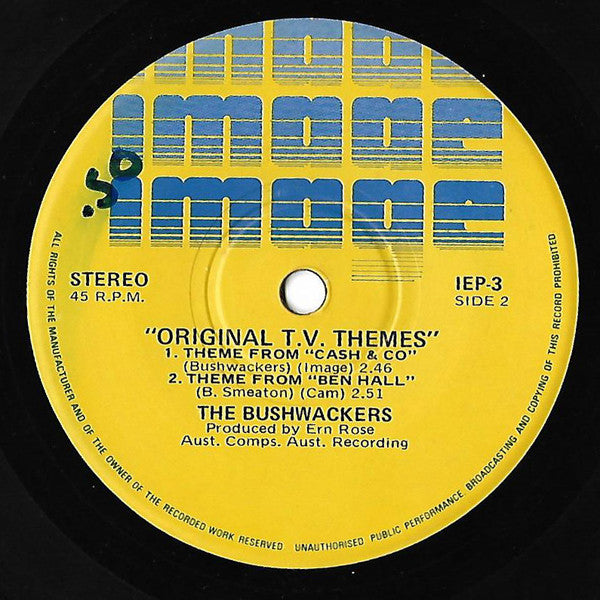 image
image
image
.50
STEREO
45 R.P.M.
IEP-3
SIDE 2
"ORIGINAL T.V. THEMES"
1. THEME FROM "CASH & CO"
(Bushwackers) (Image) 2.46
2. THEME FROM "BEN HALL"
(B. Smeaton) (Cam) 2.51
THE BUSHWACKERS
Produced by Ern Rose
Aust. Comps. Aust. Recording
ALL RIGHTS OF THE MANUFACTURER AND OF THE OWNER OF THE RECORDED WORK RESERVED. UNAUTHORISED PUBLIC PERFORMANCE, BROADCASTING AND COPYING OF THIS RECORD PROHIBITED